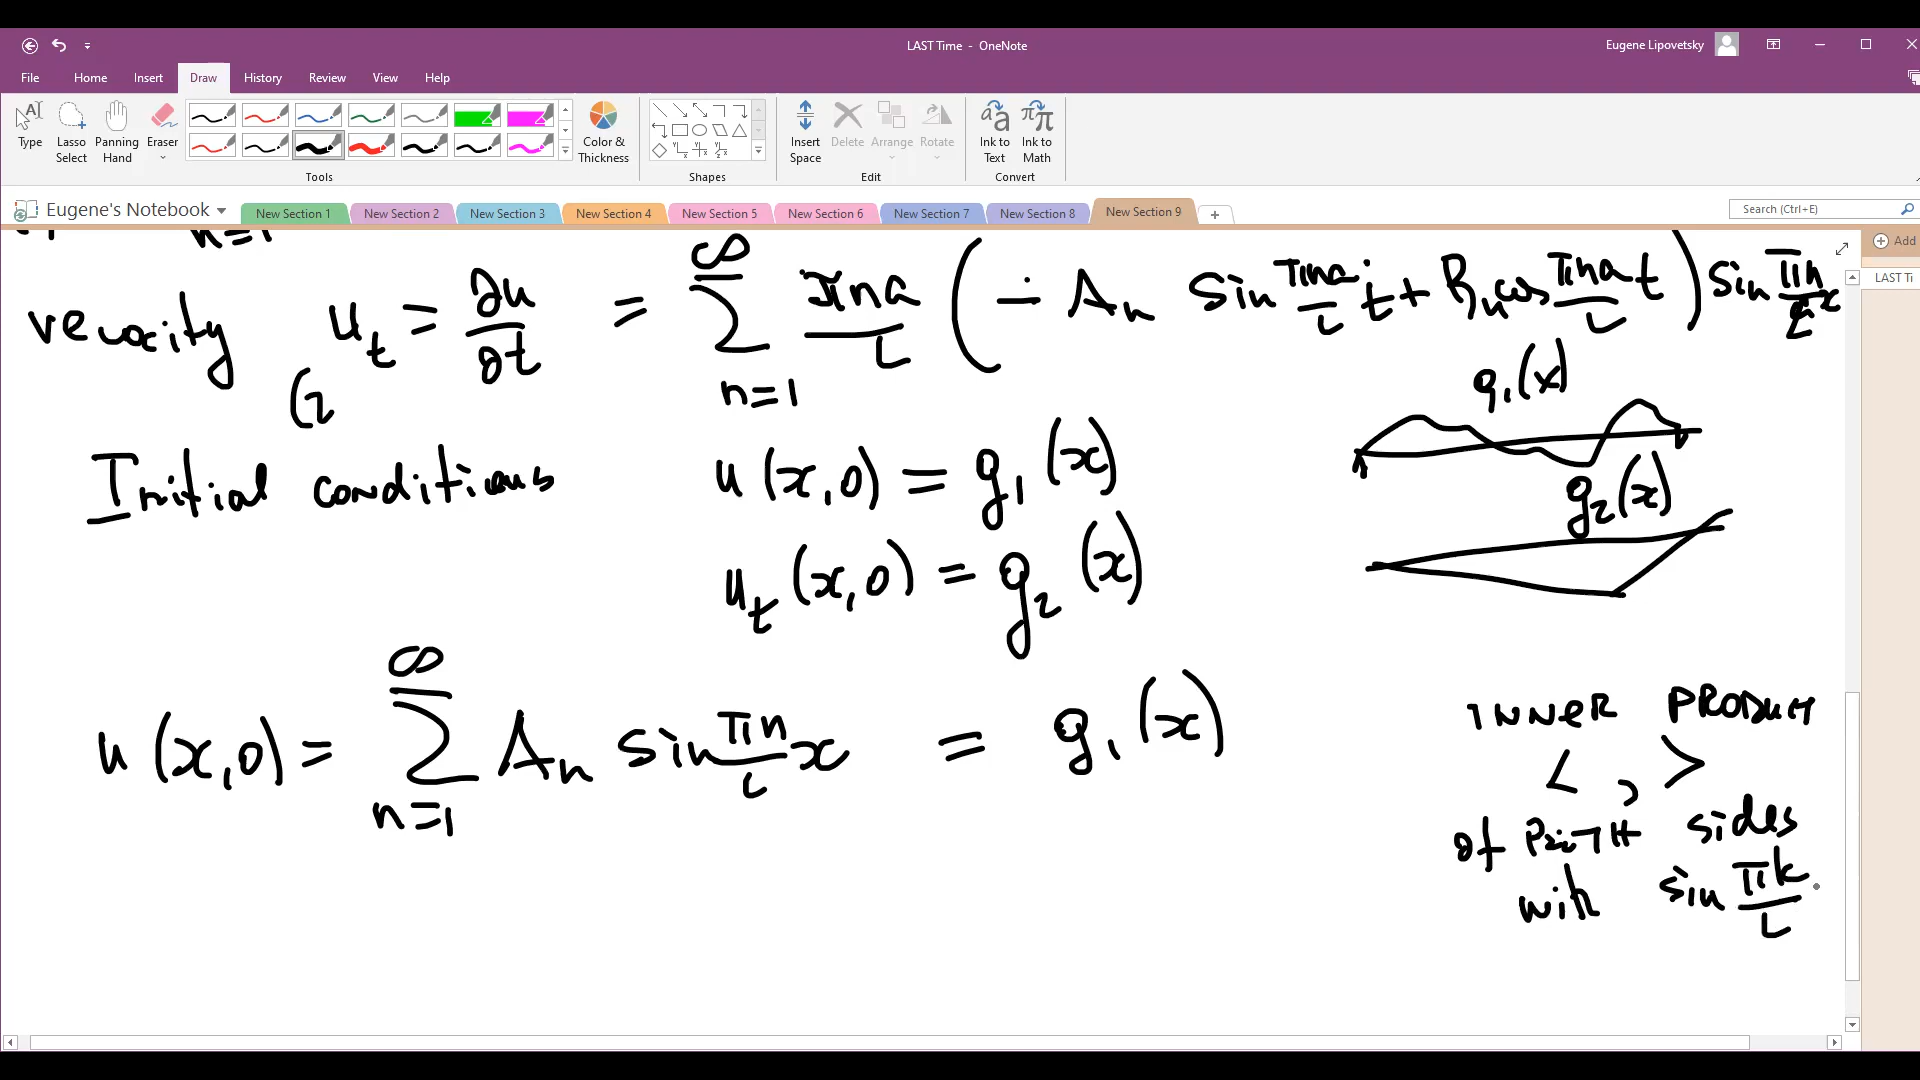 LAST Time - OneNote
Eugene Lipovetsky
File Home Insert Draw History Review View Help
Type
Lasso Select
Panning Hand
Eraser
Color & Thickness
Insert Space
Delete
Arrange
Rotate
Ink to Text
Ink to Math
Tools
Shapes
Edit
Convert
Eugene's Notebook
New Section 1
New Section 2
New Section 3
New Section 4
New Section 5
New Section 6
New Section 7
New Section 8
New Section 9
Search (Ctrl+E)
Add
LAST Ti
n=1
velocity u_t = ∂u/∂t = ∑_{n=1}^{∞} πna/L ( - A_n sin πna/L t + B_n cos πna/L t ) sin πn/L x
(2
g_1(x)
Initial conditions u(x,0) = g_1(x)
g_2(x)
u_t(x,0) = g_2(x)
u(x,0) = ∑_{n=1}^{∞} A_n sin πn/L x = g_1(x)
INNER PRODUCT
< , >
of BOTH sides
with sin πk/L